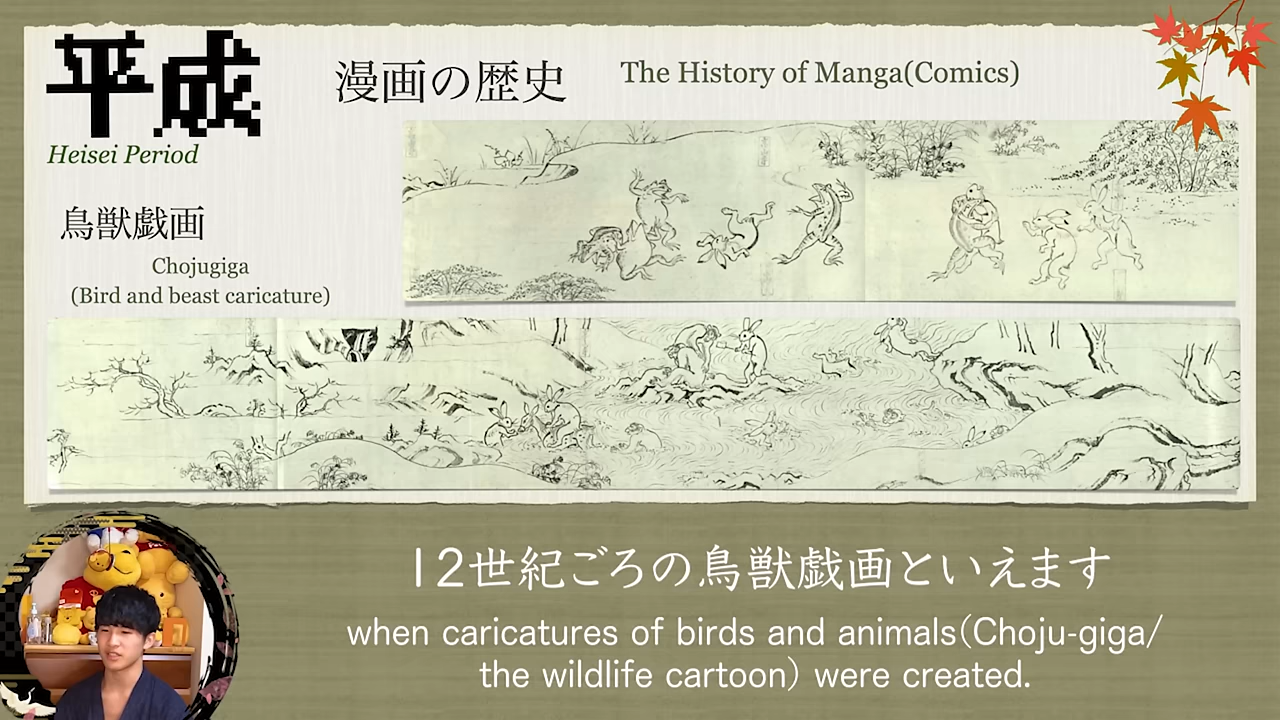 平成
Heisei Period
漫画の歴史
The History of Manga(Comics)
鳥獣戯画
Chojugiga
(Bird and beast caricature)
12世紀ごろの鳥獣戯画といえます
when caricatures of birds and animals(Choju-giga/
the wildlife cartoon) were created.